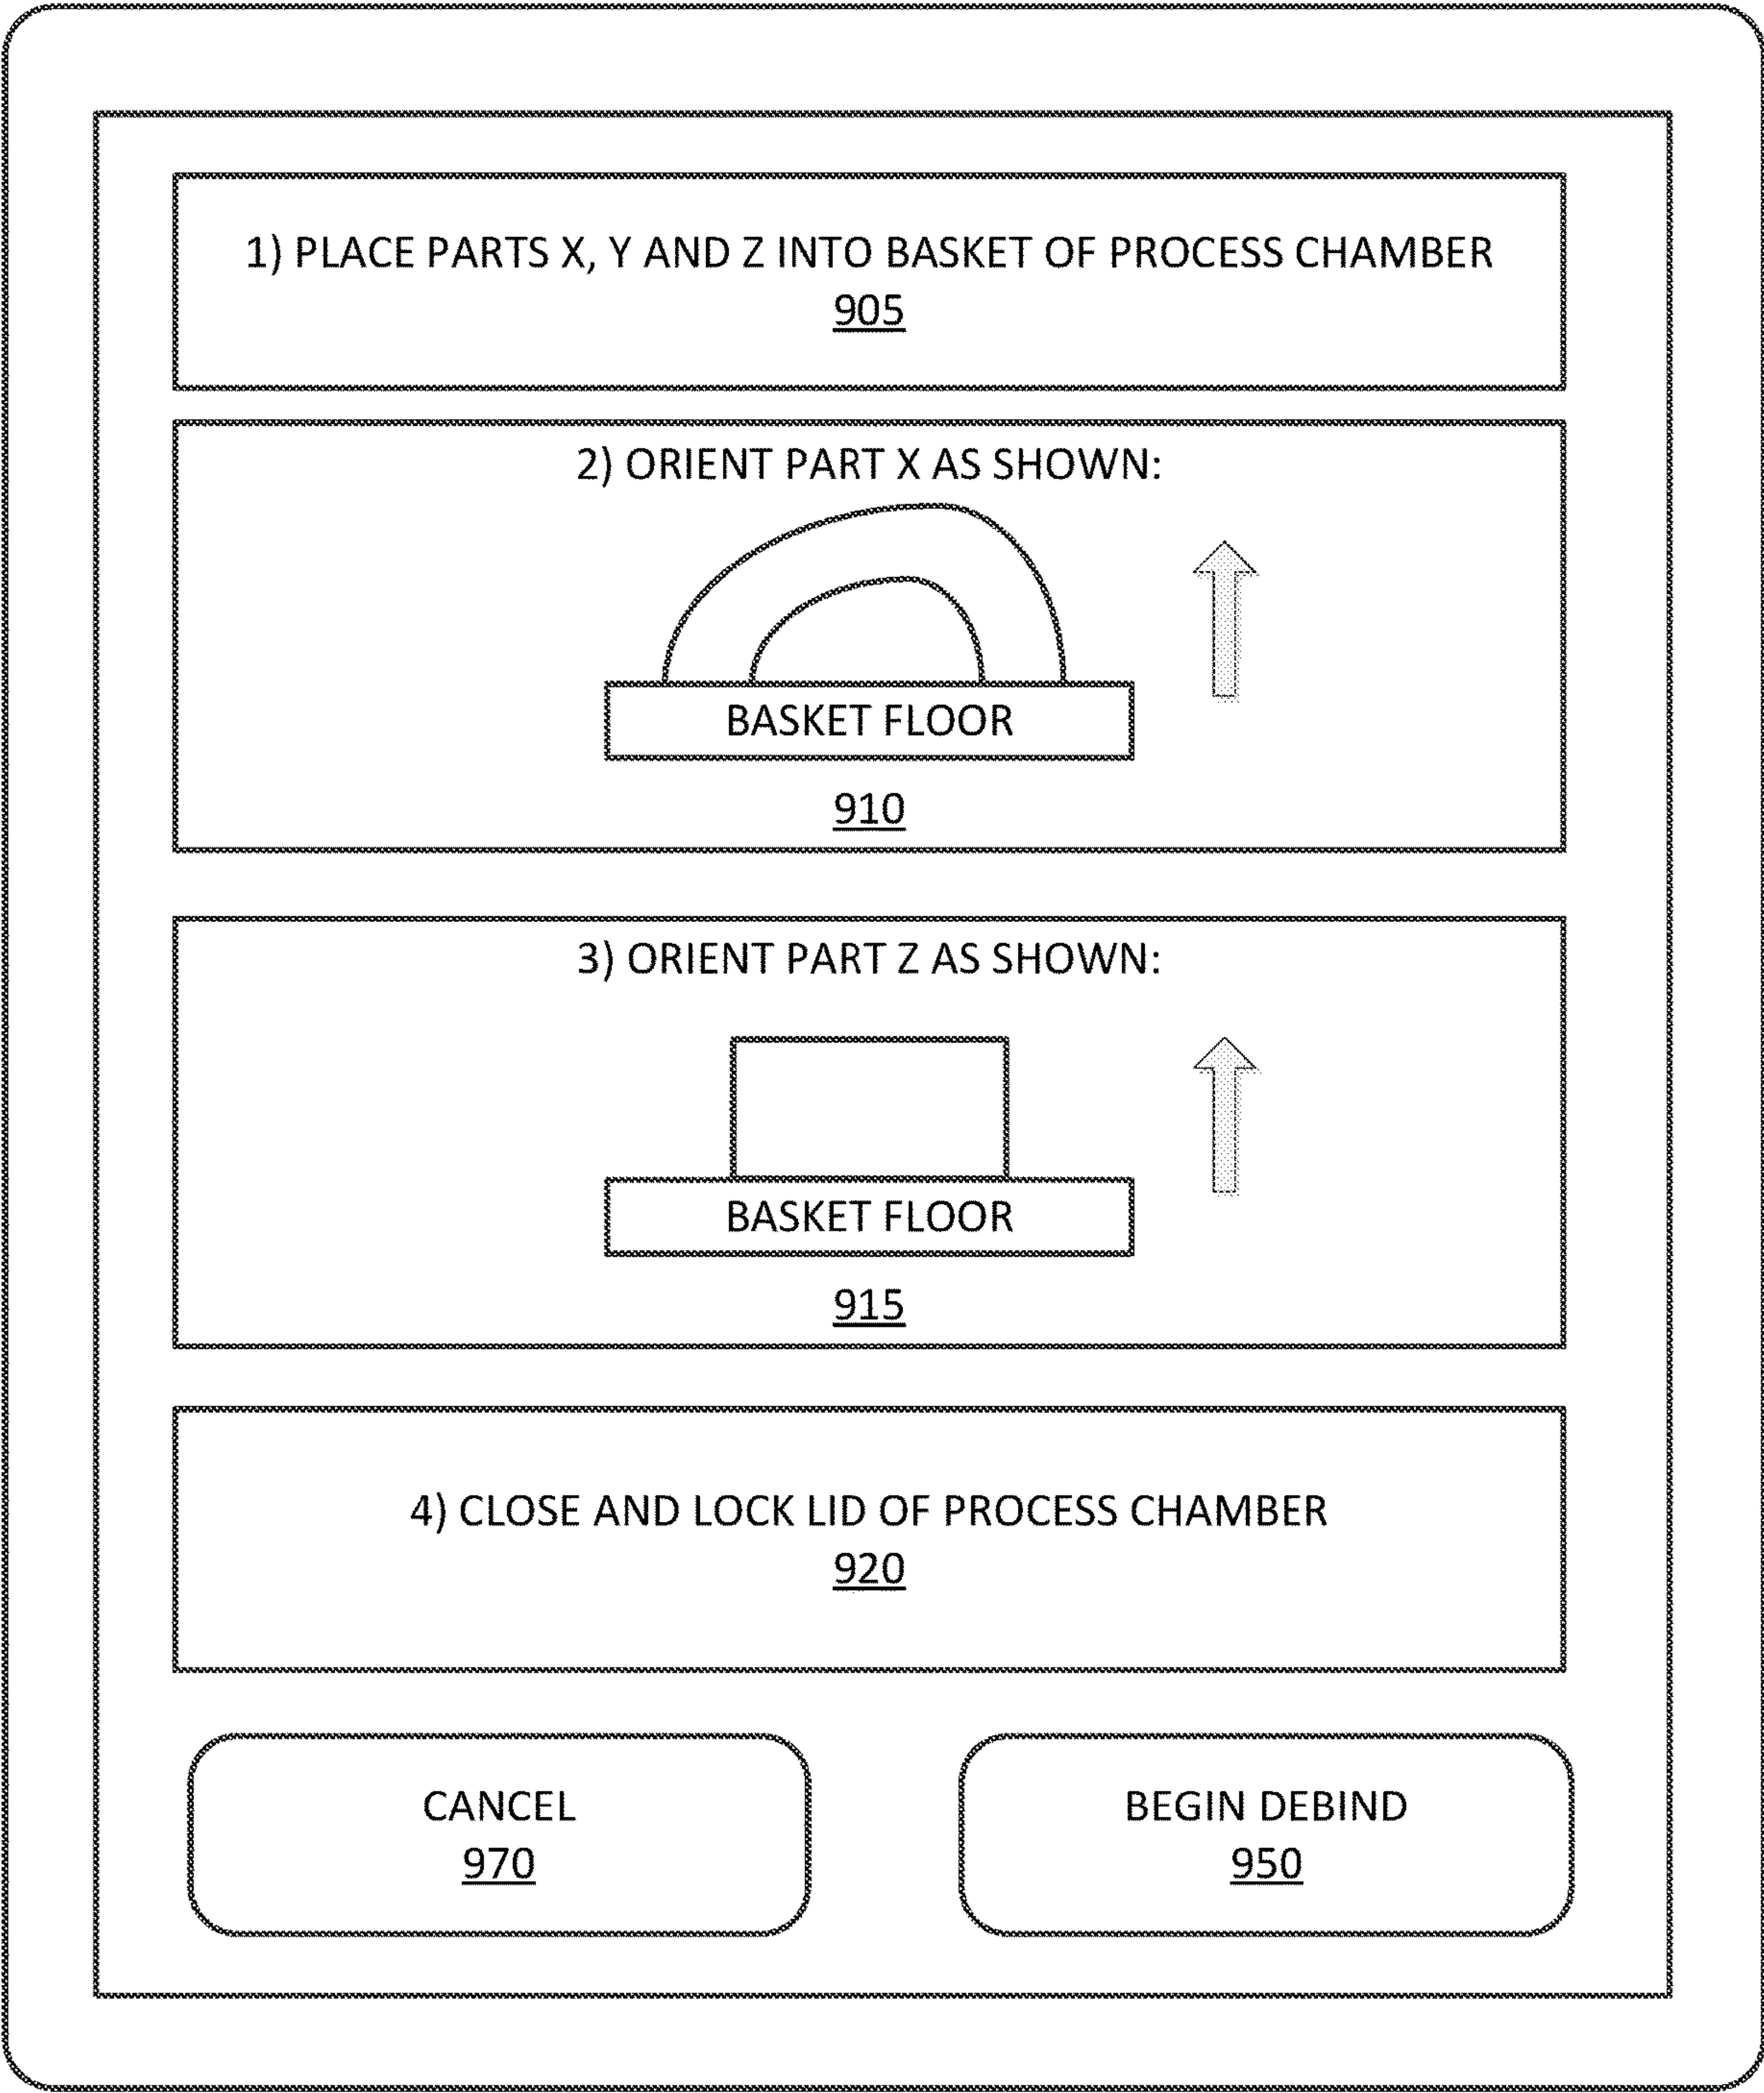 1) PLACE PARTS X, Y AND Z INTO BASKET OF PROCESS CHAMBER
905
2) ORIENT PART X AS SHOWN:
BASKET FLOOR
910
3) ORIENT PART Z AS SHOWN:
BASKET FLOOR
915
4) CLOSE AND LOCK LID OF PROCESS CHAMBER
920
CANCEL
970
BEGIN DEBIND
950